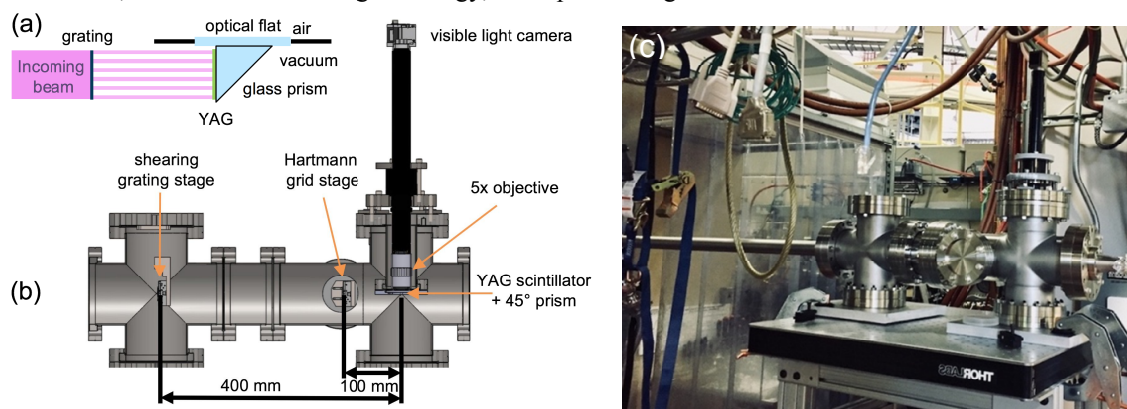 (a)
optical flat
air
grating
vacuum
Incoming
beam
glass prism
YAG
visible light camera
shearing
grating stage
Hartmann
grid stage
5x objective
(b)
YAG scintillator
+ 45° prism
400 mm
100 mm
(c)
THORLABS